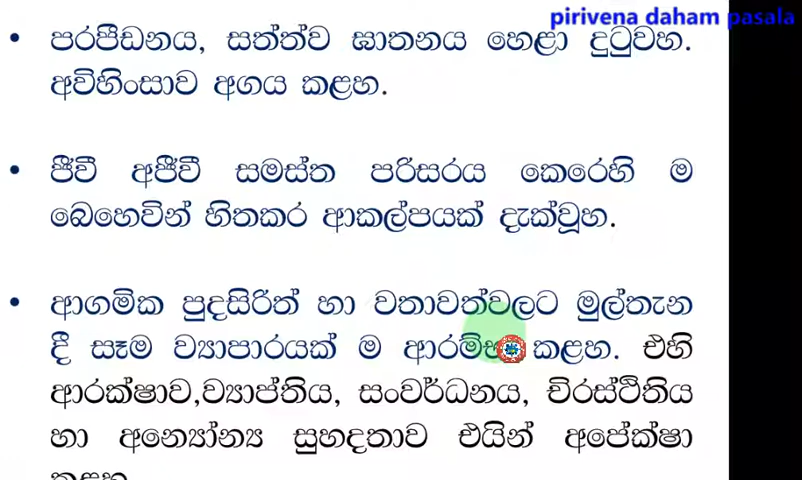 pirivena daham pasala
• පරපීඩනය, සත්ත්ව ඝාතනය හෙළා දුටුවහ.
අවිහිංසාව අගය කළහ.
• ජීවී අජීවී සමස්ත පරිසරය කෙරෙහි ම
බෙහෙවින් හිතකර ආකල්පයක් දැක්වූහ.
• ආගමික පුදසිරිත් හා වතාවත්වලට මුල්තැන
දී සෑම ව්‍යාපාරයක් ම ආරම්භ කළහ. එහි
ආරක්ෂාව,ව්‍යාප්තිය, සංවර්ධනය, චිරස්ථිතිය
හා අන්‍යෝන්‍ය සුහදතාව එයින් අපේක්ෂා
කළහ